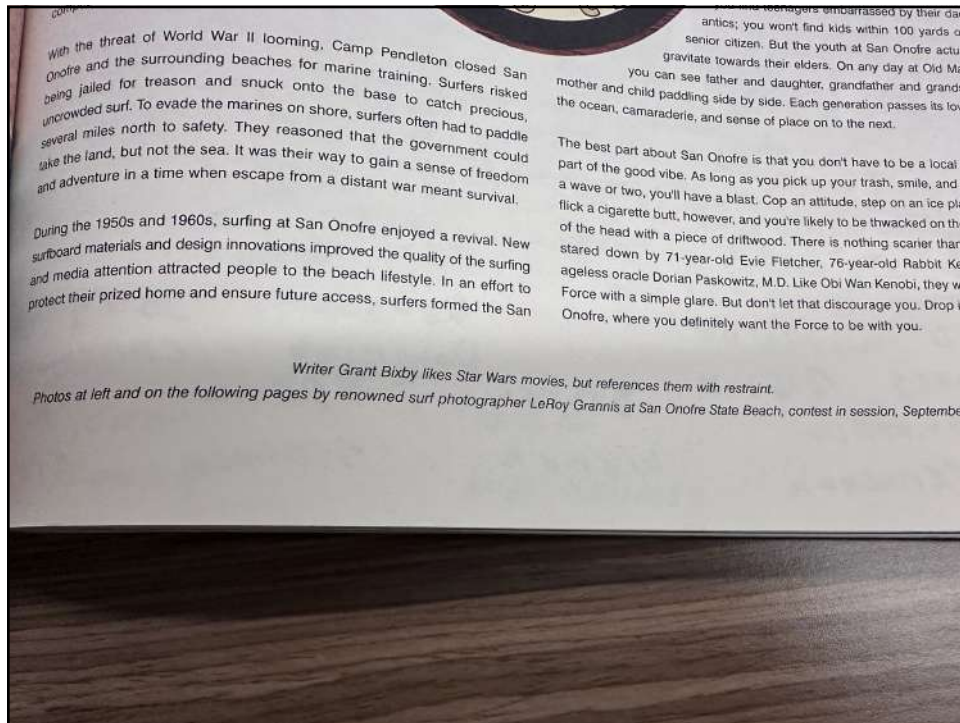 With the threat of World War II looming, Camp Pendleton closed San
Onofre and the surrounding beaches for marine training. Surfers risked
being jailed for treason and snuck onto the base to catch precious,
uncrowded surf. To evade the marines on shore, surfers often had to paddle
several miles north to safety. They reasoned that the government could
take the land, but not the sea. It was their way to gain a sense of freedom
and adventure in a time when escape from a distant war meant survival.
During the 1950s and 1960s, surfing at San Onofre enjoyed a revival. New
surfboard materials and design innovations improved the quality of the surfing
and media attention attracted people to the beach lifestyle. In an effort to
protect their prized home and ensure future access, surfers formed the San
teenagers embarrassed by their
antics; you won't find kids within 100 yards
senior citizen. But the youth at San Onofre
gravitate towards their elders. On any day at Old
you can see father and daughter, grandfather and
mother and child paddling side by side. Each generation passes its
the ocean, camaraderie, and sense of place on to the next.
The best part about San Onofre is that you don't have to be a local
part of the good vibe. As long as you pick up your trash, smile, and
a wave or two, you'll have a blast. Cop an attitude, step on an ice
flick a cigarette butt, however, and you're likely to be thwacked on
of the head with a piece of driftwood. There is nothing scarier than
stared down by 71-year-old Evie Fletcher, 76-year-old Rabbit
ageless oracle Dorian Paskowitz, M.D. Like Obi Wan Kenobi, they
Force with a simple glare. But don't let that discourage you. Drop
Onofre, where you definitely want the Force to be with you.
Writer Grant Bixby likes Star Wars movies, but references them with restraint.
Photos at left and on the following pages by renowned surf photographer LeRoy Grannis at San Onofre State Beach, contest in session,